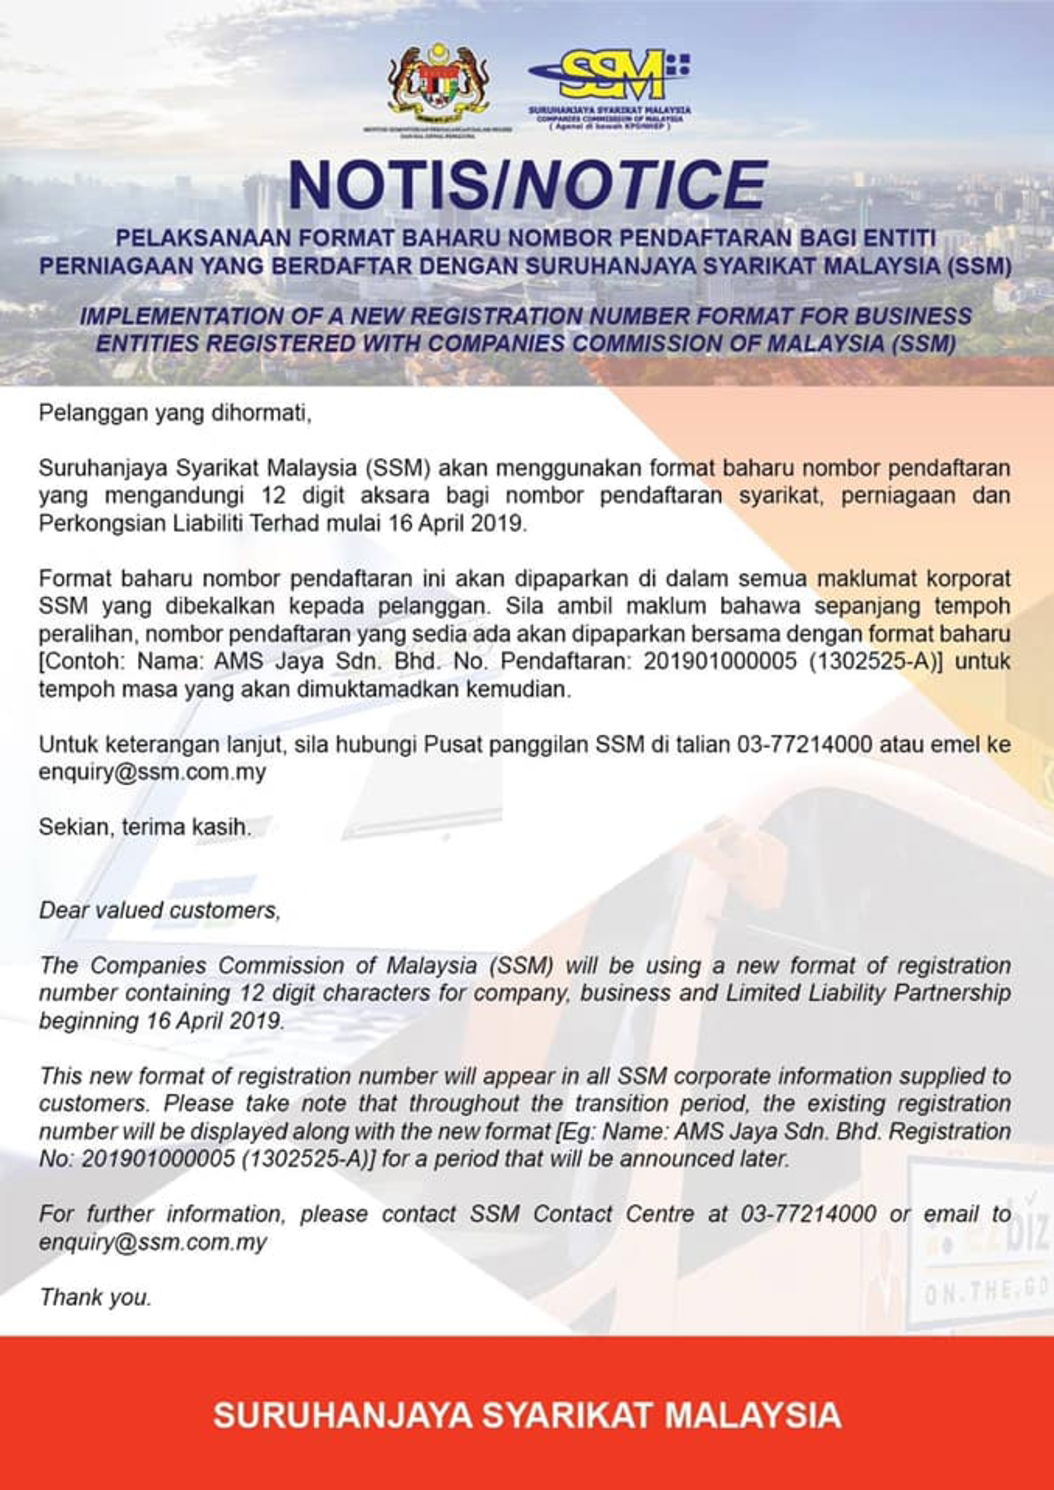 SSM
SURUHANJAYA SYARIKAT MALAYSIA
COMPANIES COMMISSION OF MALAYSIA
( Agensi di bawah KPDNHEP )
NOTIS/NOTICE
PELAKSANAAN FORMAT BAHARU NOMBOR PENDAFTARAN BAGI ENTITI
PERNIAGAAN YANG BERDAFTAR DENGAN SURUHANJAYA SYARIKAT MALAYSIA (SSM)
IMPLEMENTATION OF A NEW REGISTRATION NUMBER FORMAT FOR BUSINESS
ENTITIES REGISTERED WITH COMPANIES COMMISSION OF MALAYSIA (SSM)
Pelanggan yang dihormati,
Suruhanjaya Syarikat Malaysia (SSM) akan menggunakan format baharu nombor pendaftaran
yang mengandungi 12 digit aksara bagi nombor pendaftaran syarikat, perniagaan dan
Perkongsian Liabiliti Terhad mulai 16 April 2019.
Format baharu nombor pendaftaran ini akan dipaparkan di dalam semua maklumat korporat
SSM yang dibekalkan kepada pelanggan. Sila ambil maklum bahawa sepanjang tempoh
peralihan, nombor pendaftaran yang sedia ada akan dipaparkan bersama dengan format baharu
[Contoh: Nama: AMS Jaya Sdn. Bhd. No. Pendaftaran: 201901000005 (1302525-A)] untuk
tempoh masa yang akan dimuktamadkan kemudian.
Untuk keterangan lanjut, sila hubungi Pusat panggilan SSM di talian 03-77214000 atau emel ke
enquiry@ssm.com.my
Sekian, terima kasih.
Dear valued customers,
The Companies Commission of Malaysia (SSM) will be using a new format of registration
number containing 12 digit characters for company, business and Limited Liability Partnership
beginning 16 April 2019.
This new format of registration number will appear in all SSM corporate information supplied to
customers. Please take note that throughout the transition period, the existing registration
number will be displayed along with the new format [Eg: Name: AMS Jaya Sdn. Bhd. Registration
No: 201901000005 (1302525-A)] for a period that will be announced later.
For further information, please contact SSM Contact Centre at 03-77214000 or email to
enquiry@ssm.com.my
ezbiz
ON.THE.GO
Thank you.
SURUHANJAYA SYARIKAT MALAYSIA